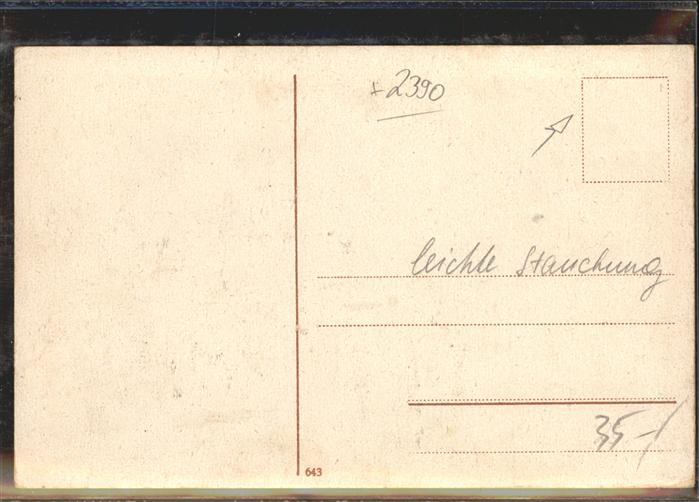 +2390
leichte Stauchung
35,-
643